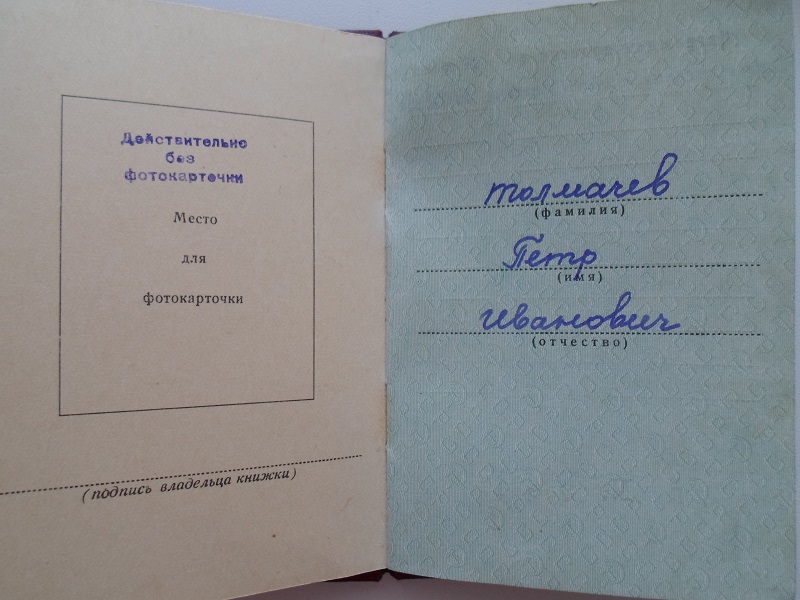 Действительно
без
фотокарточки
Место
для
фотокарточки
(подпись владельца книжки)
Толмачев
(фамилия)
Петр
(имя)
Иванович
(отчество)